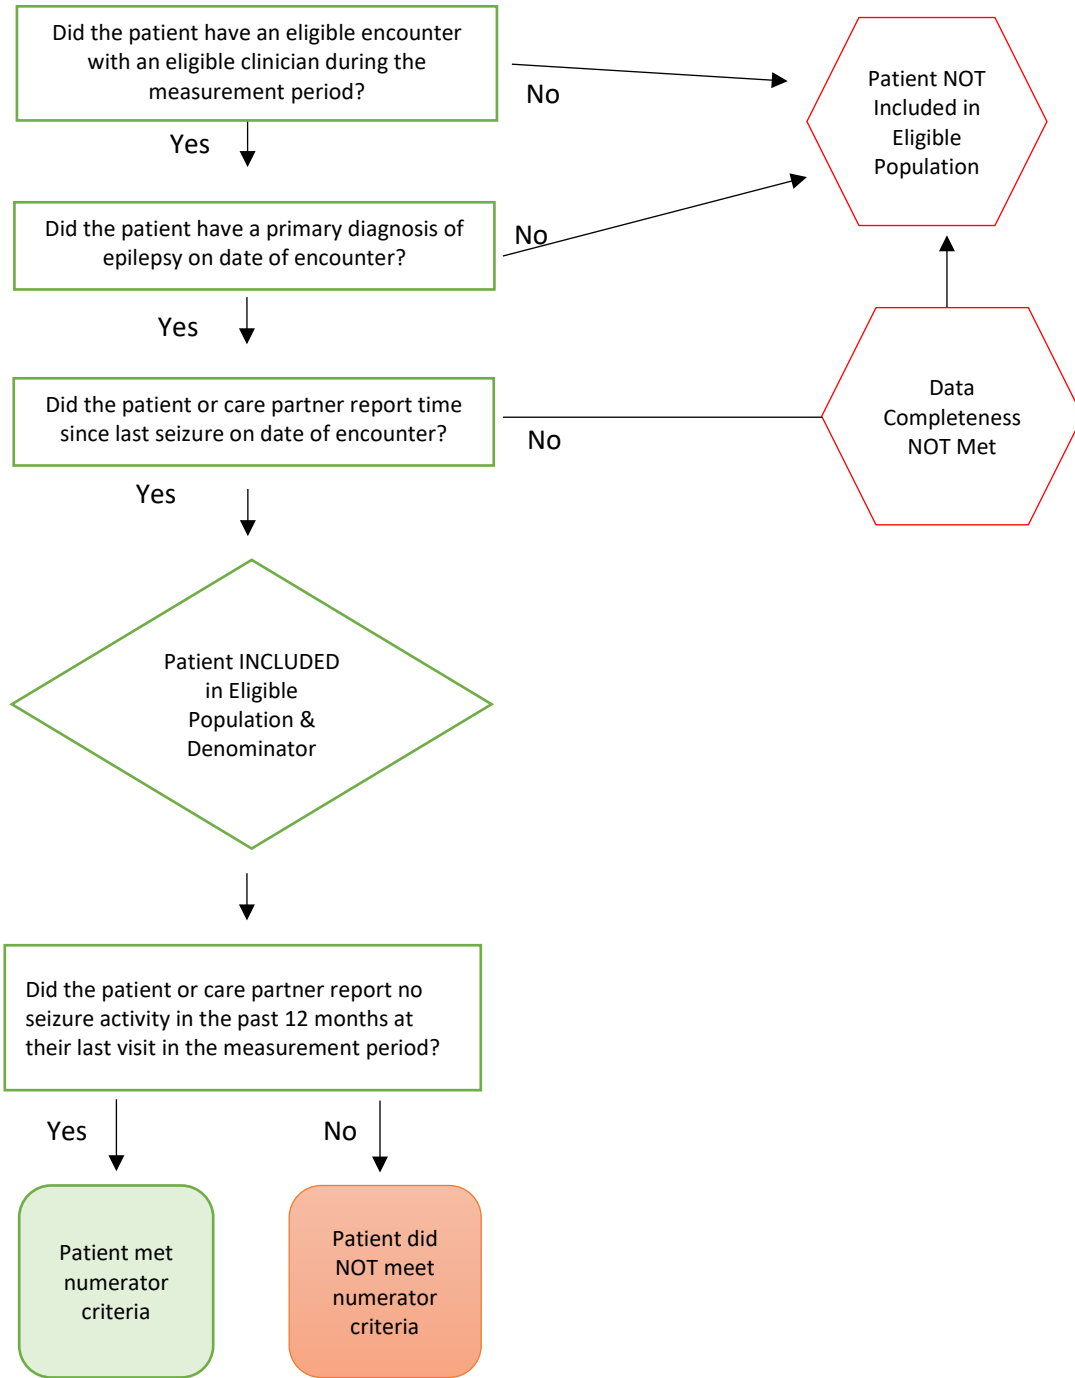 Did the patient have an eligible encounter
with an eligible clinician during the
measurement period?
No
Patient NOT
Included in
Eligible
Population
Yes
Did the patient have a primary diagnosis of
epilepsy on date of encounter?
No
Yes
Did the patient or care partner report time
since last seizure on date of encounter?
No
Data
Completeness
NOT Met
Yes
Patient INCLUDED
in Eligible
Population &
Denominator
Did the patient or care partner report no
seizure activity in the past 12 months at
their last visit in the measurement period?
Yes
No
Patient met
numerator
criteria
Patient did
NOT meet
numerator
criteria